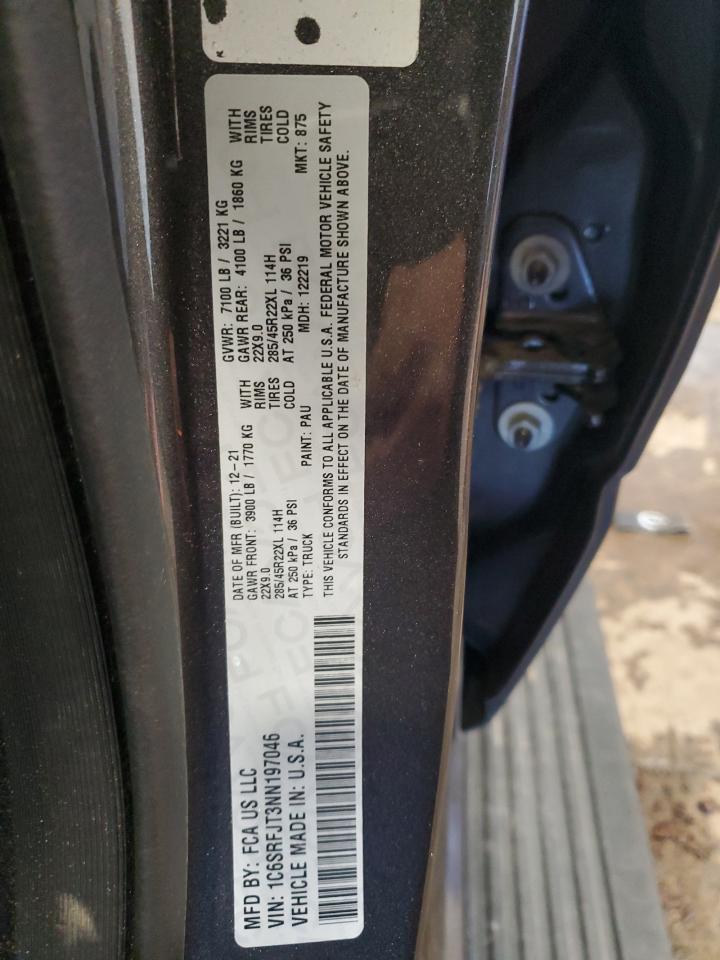 MFD BY: FCA US LLC
VIN: 1C6SRFJT3NN197046
VEHICLE MADE IN: U.S.A.
DATE OF MFR (BUILT): 12-21 GVWR: 7100 LB / 3221 KG
GAWR FRONT: 3900 LB / 1770 KG WITH GAWR REAR: 4100 LB / 1860 KG WITH
22X9.0 RIMS 22X9.0 RIMS
285/45R22XL 114H TIRES 285/45R22XL 114H TIRES
AT 250 kPa / 36 PSI COLD AT 250 kPa / 36 PSI COLD
TYPE: TRUCK PAINT: PAU MDH: 122219 MKT: 875
THIS VEHICLE CONFORMS TO ALL APPLICABLE U.S.A. FEDERAL MOTOR VEHICLE SAFETY
STANDARDS IN EFFECT ON THE DATE OF MANUFACTURE SHOWN ABOVE.